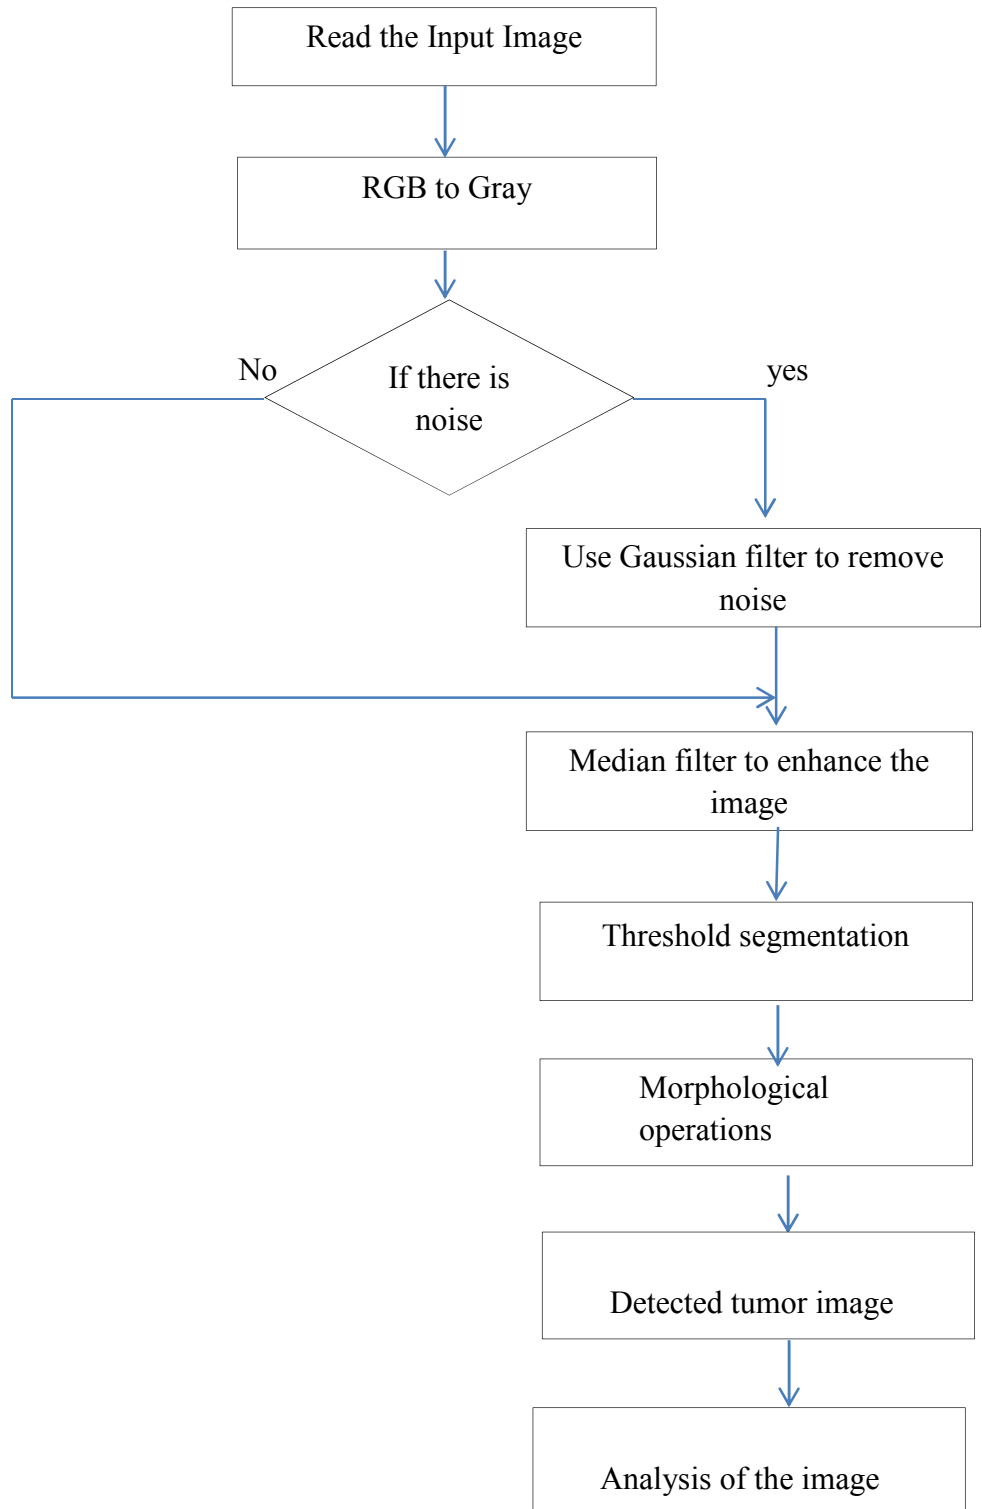 Read the Input Image
RGB to Gray
No
If there is
noise
yes
Use Gaussian filter to remove
noise
Median filter to enhance the
image
Threshold segmentation
Morphological
operations
Detected tumor image
Analysis of the image